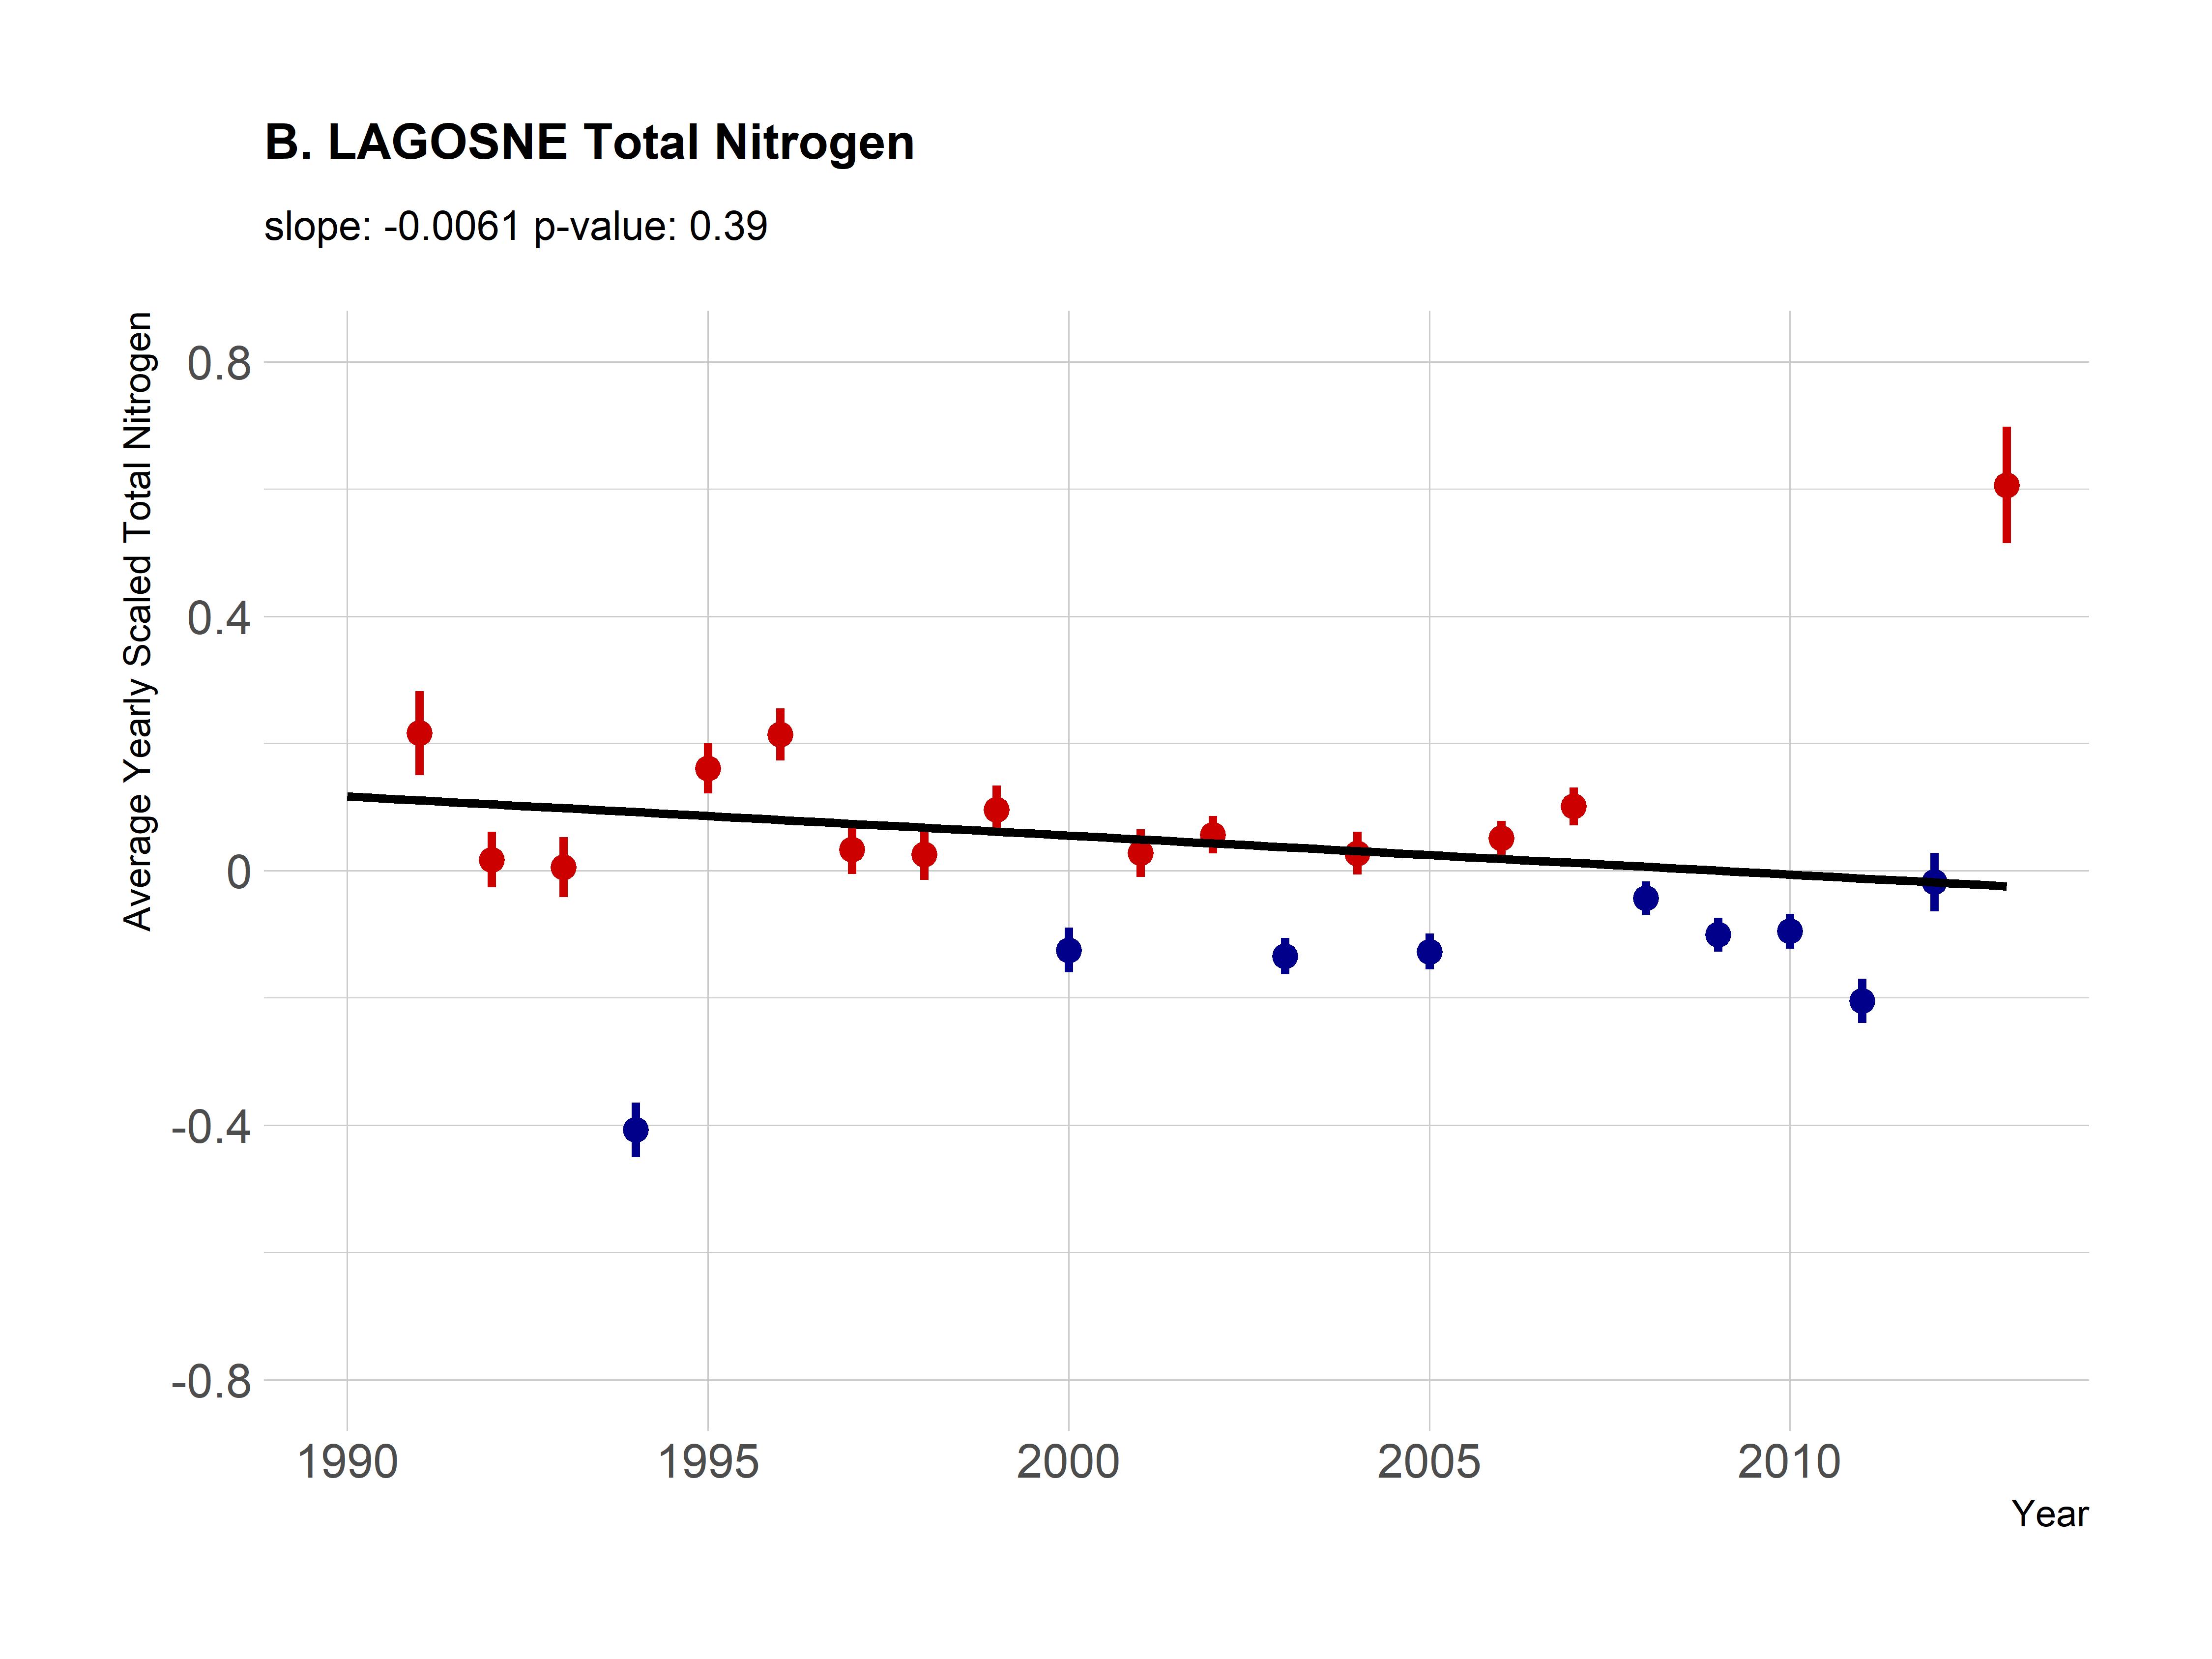 B. LAGOSNE Total Nitrogen
slope: -0.0061 p-value: 0.39
Average Yearly Scaled Total Nitrogen
0.8
0.4
0
-0.4
-0.8
1990 1995 2000 2005 2010
Year